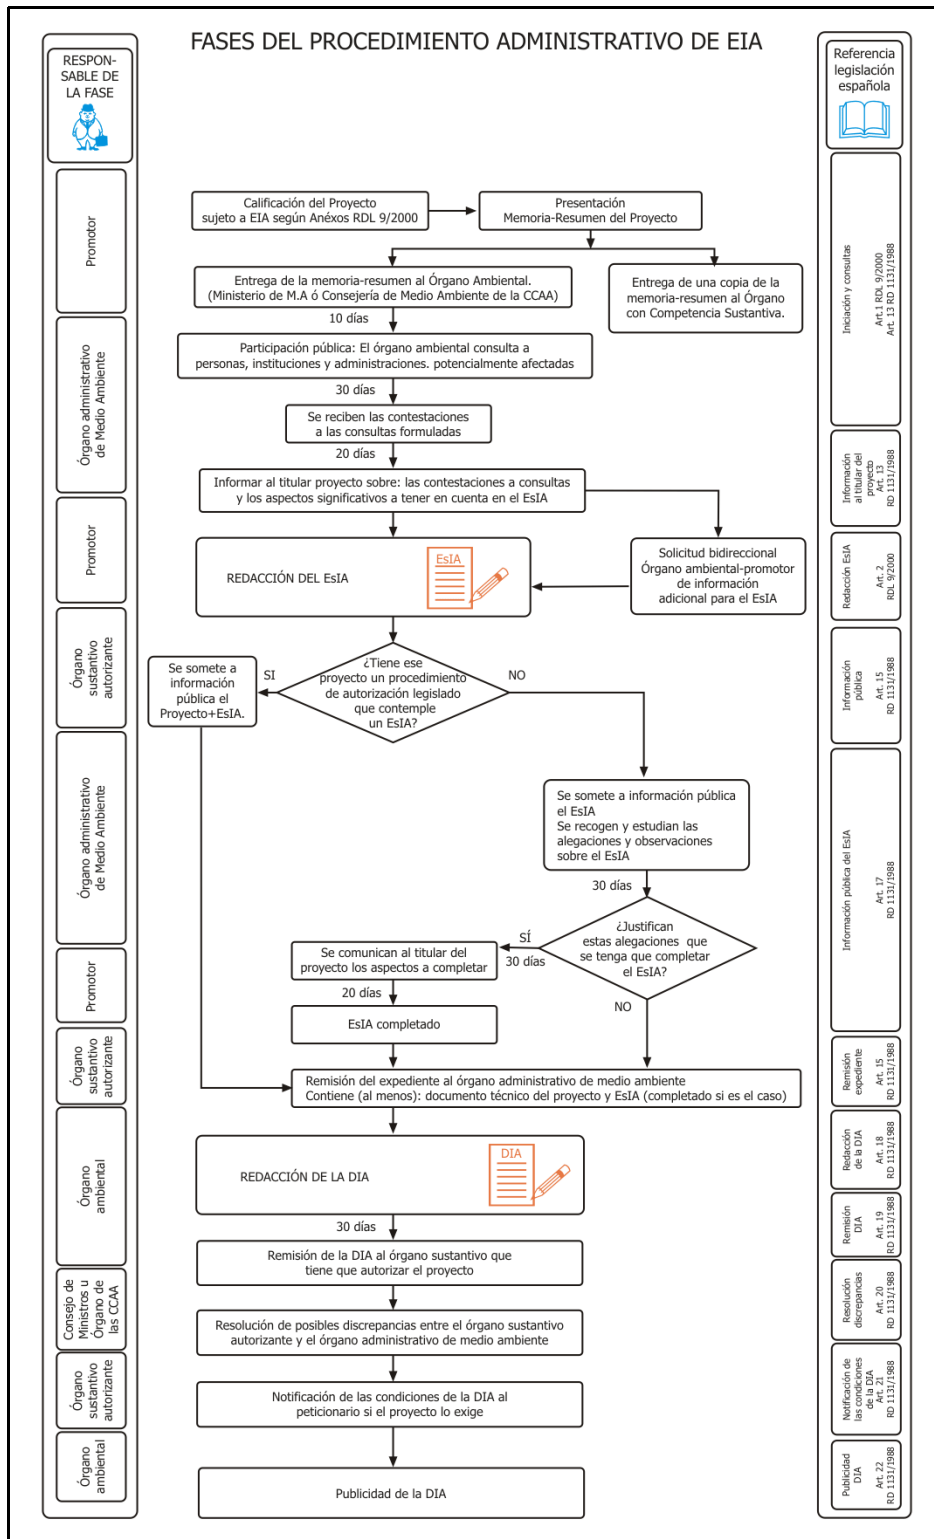 FASES DEL PROCEDIMIENTO ADMINISTRATIVO DE EIA
RESPON-
SABLE DE
LA FASE
Promotor
Órgano administrativo
de Medio Ambiente
Promotor
Órgano
sustantivo
autorizante
Órgano administrativo
de Medio Ambiente
Promotor
Órgano
sustantivo
autorizante
Órgano
ambiental
Consejo de
Ministros u
Órgano de
las CCAA
Órgano
sustantivo
autorizante
Órgano
ambiental
Calificación del Proyecto
sujeto a EIA según Anéxos RDL 9/2000
Presentación
Memoria-Resumen del Proyecto
Entrega de la memoria-resumen al Órgano Ambiental.
(Ministerio de M.A ó Consejería de Medio Ambiente de la CCAA)
Entrega de una copia de la
memoria-resumen al Órgano
con Competencia Sustantiva.
10 días
Participación pública: El órgano ambiental consulta a
personas, instituciones y administraciones. potencialmente afectadas
30 días
Se reciben las contestaciones
a las consultas formuladas
20 días
Informar al titular proyecto sobre: las contestaciones a consultas
y los aspectos significativos a tener en cuenta en el EsIA
REDACCIÓN DEL EsIA
EsIA
Solicitud bidireccional
Órgano ambiental-promotor
de información
adicional para el EsIA
¿Tiene ese
proyecto un procedimiento
de autorización legislado
que contemple
un EsIA?
SI
NO
Se somete a
información
pública el
Proyecto+EsIA.
Se somete a información pública
el EsIA
Se recogen y estudian las
alegaciones y observaciones
sobre el EsIA
30 días
¿Justifican
estas alegaciones que
se tenga que completar
el EsIA?
SÍ
30 días
NO
Se comunican al titular del
proyecto los aspectos a completar
20 días
EsIA completado
Remisión del expediente al órgano administrativo de medio ambiente
Contiene (al menos): documento técnico del proyecto y EsIA (completado si es el caso)
REDACCIÓN DE LA DIA
DIA
30 días
Remisión de la DIA al órgano sustantivo que
tiene que autorizar el proyecto
Resolución de posibles discrepancias entre el órgano sustantivo
autorizante y el órgano administrativo de medio ambiente
Notificación de las condiciones de la DIA al
peticionario si el proyecto lo exige
Publicidad de la DIA
Referencia
legislación
española
Iniciación y consultas
Art.1 RDL 9/2000
Art. 13 RD 1131/1988
Información
al titular del
proyecto
Art. 13
RD 1131/1988
Redacción EsIA
Art. 2
RDL 9/2000
Información
pública
Art. 15
RD 1131/1988
Información pública del EsIA
Art. 17
RD 1131/1988
Remisión
expediente
Art. 15
RD 1131/1988
Redacción
de la DIA
Art. 18
RD 1131/1988
Remisión
DIA
Art. 19
RD 1131/1988
Resolución
discrepancias
Art. 20
RD 1131/1988
Notificación de
las condiciones
de la DIA
Art. 21
RD 1131/1988
Publicidad
DIA
Art. 22
RD 1131/1988